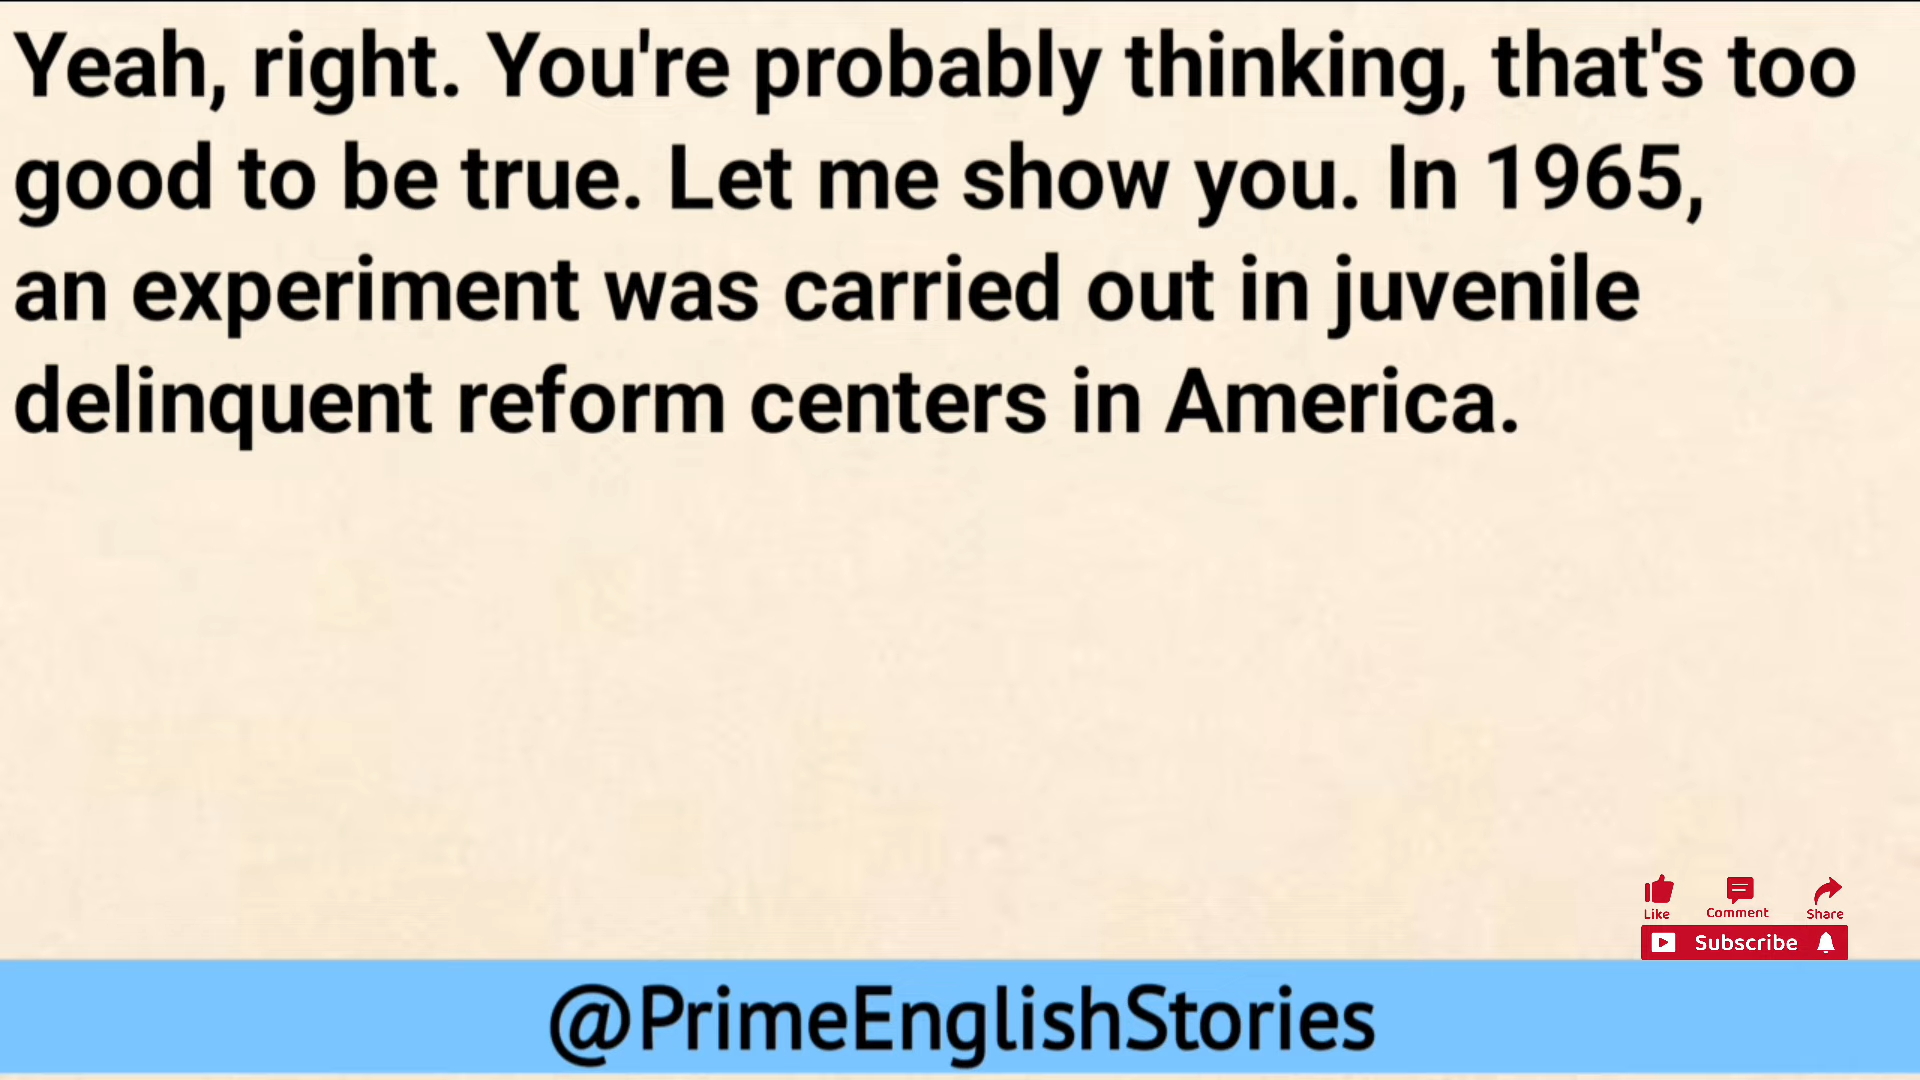 Yeah, right. You're probably thinking, that's too
good to be true. Let me show you. In 1965,
an experiment was carried out in juvenile
delinquent reform centers in America.
Like Comment Share
Subscribe
@PrimeEnglishStories